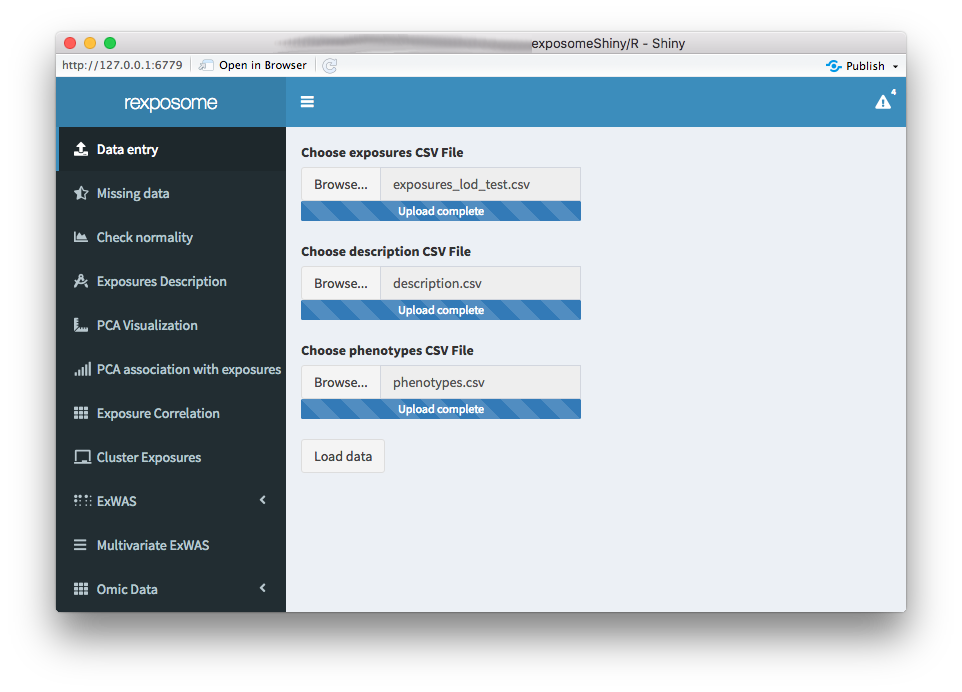 exposomeShiny/R - Shiny
http://127.0.0.1:6779 Open in Browser Publish
rexposome 4
Data entry
Missing data
Check normality
Exposures Description
PCA Visualization
PCA association with exposures
Exposure Correlation
Cluster Exposures
ExWAS
Multivariate ExWAS
Omic Data
Choose exposures CSV File
Browse... exposures_lod_test.csv
Upload complete
Choose description CSV File
Browse... description.csv
Upload complete
Choose phenotypes CSV File
Browse... phenotypes.csv
Upload complete
Load data